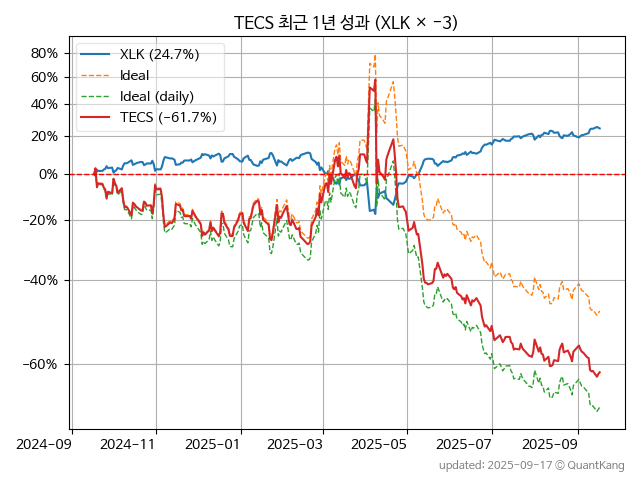 TECS 최근 1년 성과 (XLK × −3)
80%
60%
40%
20%
0%
−20%
−40%
−60%
XLK (24.7%)
Ideal
Ideal (daily)
TECS (−61.7%)
2024-09
2024-11
2025-01
2025-03
2025-05
2025-07
2025-09
updated: 2025-09-17 ⓒ QuantKang